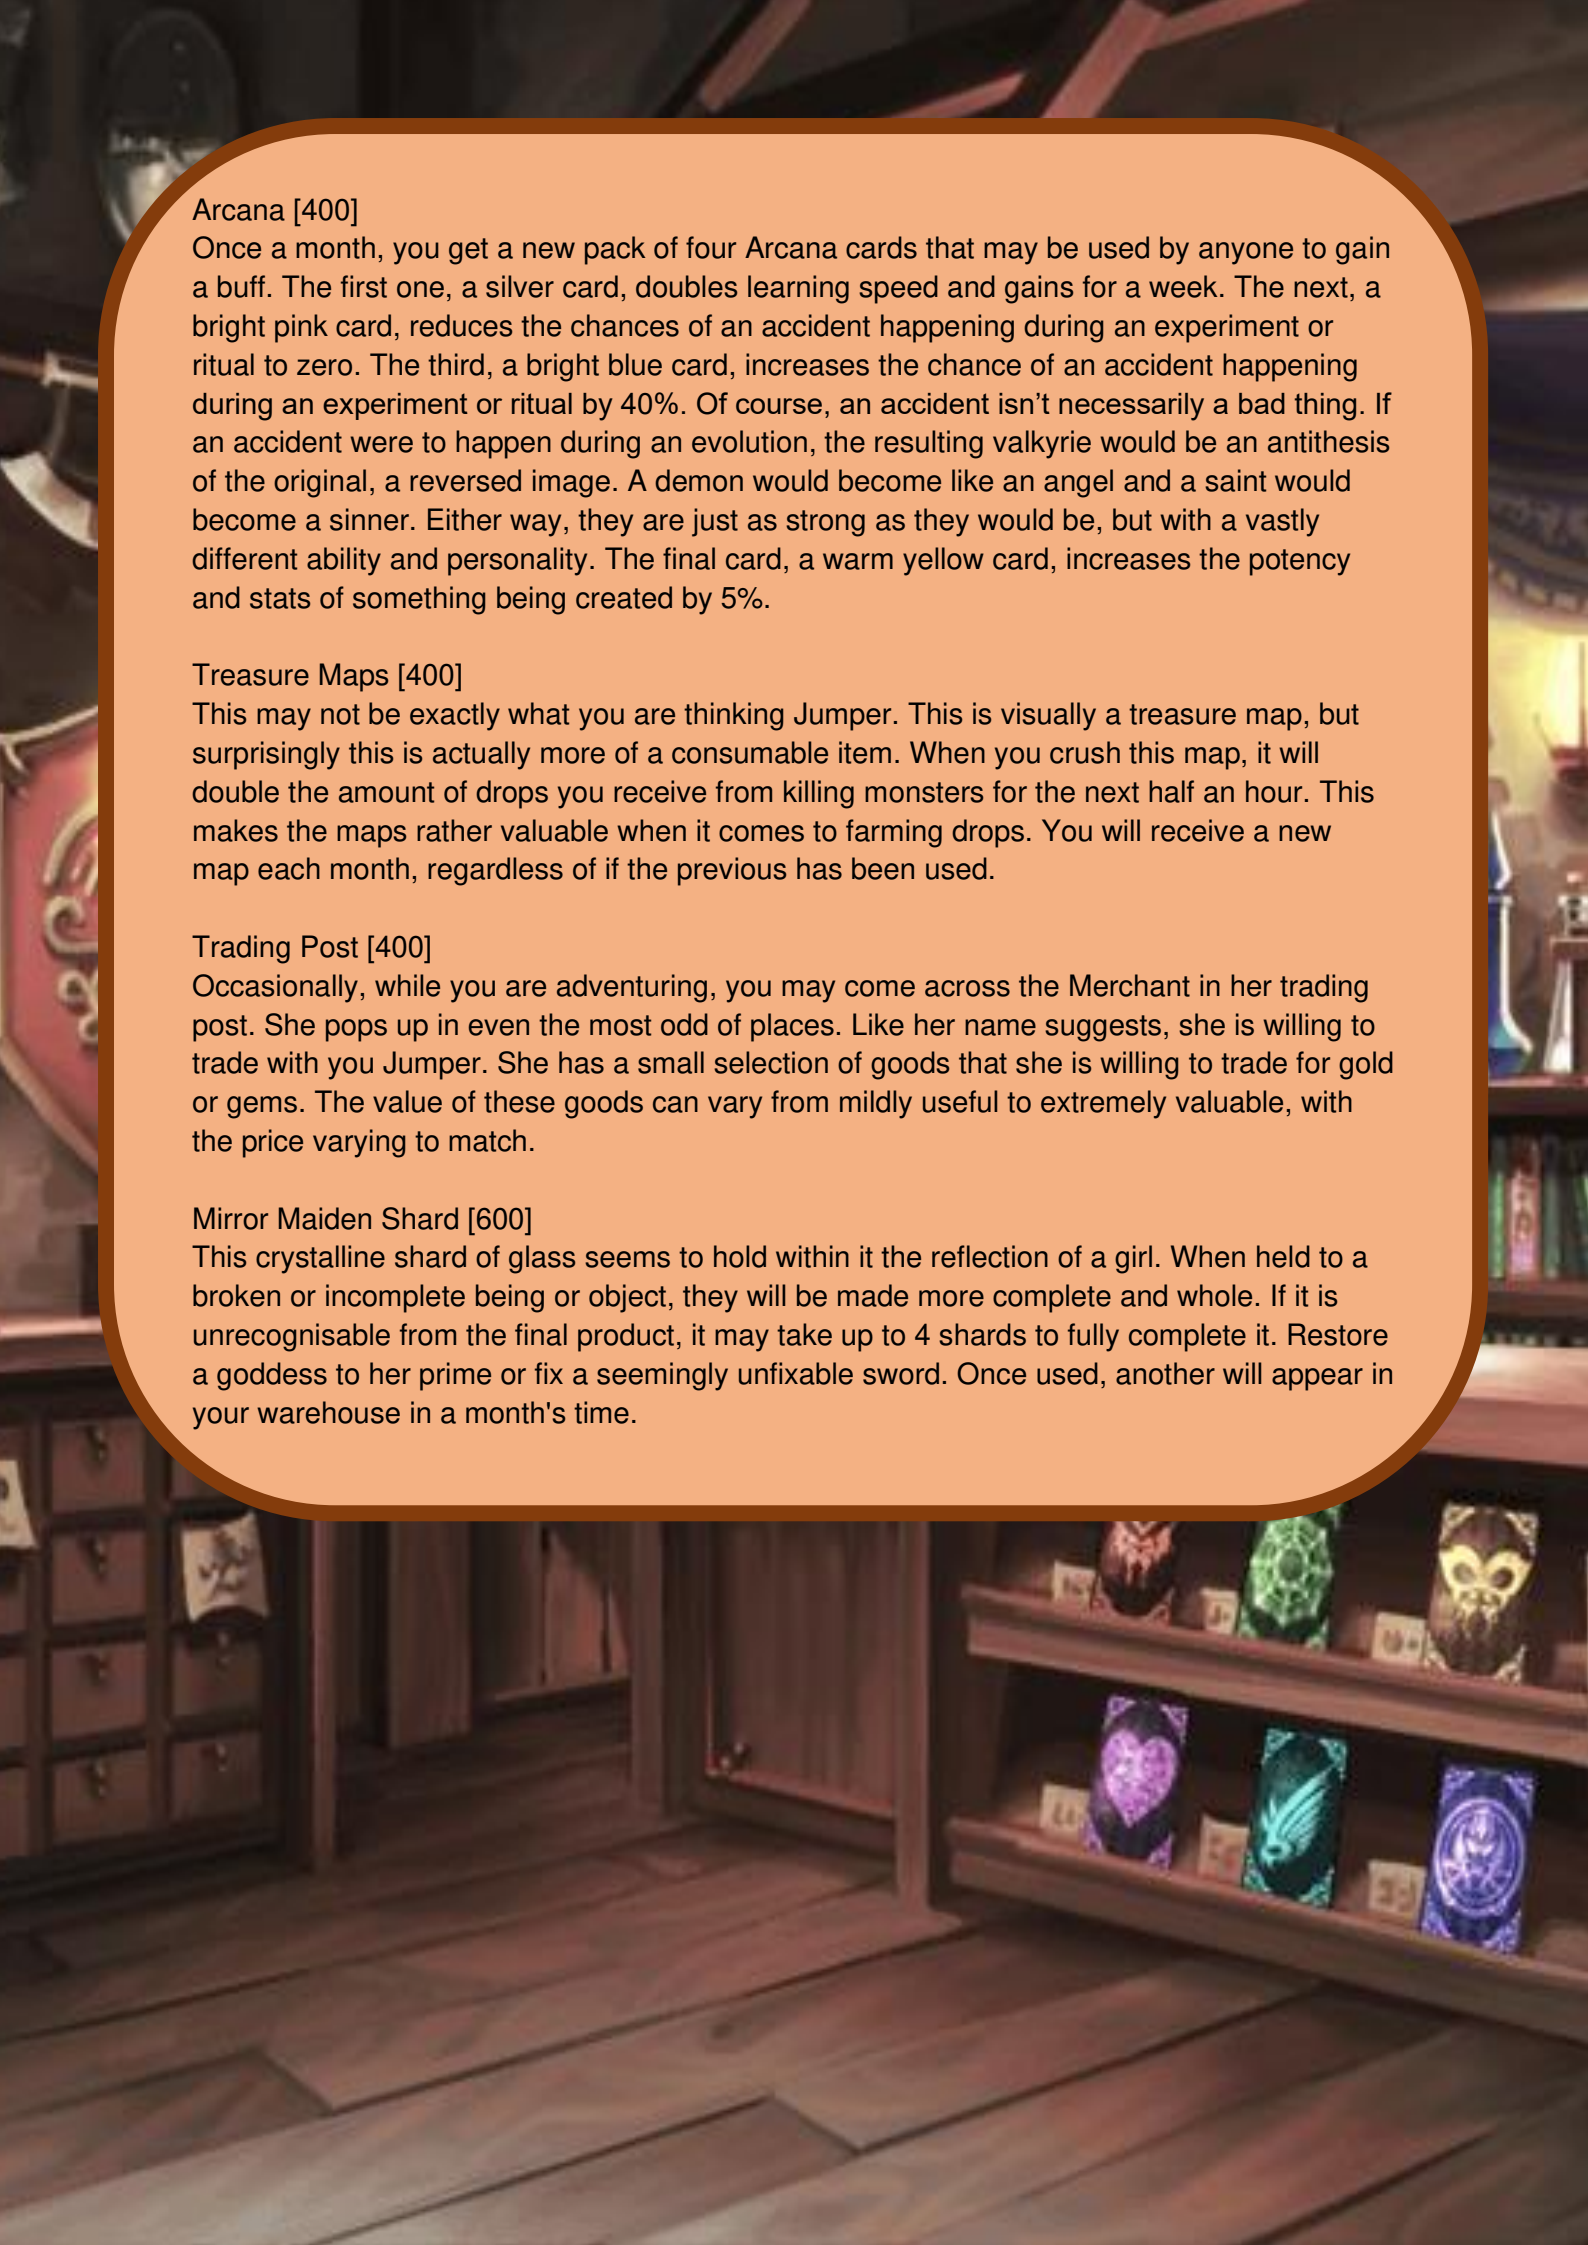 Arcana [400]
Once a month, you get a new pack of four Arcana cards that may be used by anyone to gain
a buff. The first one, a silver card, doubles learning speed and gains for a week. The next, a
bright pink card, reduces the chances of an accident happening during an experiment or
ritual to zero. The third, a bright blue card, increases the chance of an accident happening
during an experiment or ritual by 40%. Of course, an accident isn’t necessarily a bad thing. If
an accident were to happen during an evolution, the resulting valkyrie would be an antithesis
of the original, a reversed image. A demon would become like an angel and a saint would
become a sinner. Either way, they are just as strong as they would be, but with a vastly
different ability and personality. The final card, a warm yellow card, increases the potency
and stats of something being created by 5%.
Treasure Maps [400]
This may not be exactly what you are thinking Jumper. This is visually a treasure map, but
surprisingly this is actually more of a consumable item. When you crush this map, it will
double the amount of drops you receive from killing monsters for the next half an hour. This
makes the maps rather valuable when it comes to farming drops. You will receive a new
map each month, regardless of if the previous has been used.
Trading Post [400]
Occasionally, while you are adventuring, you may come across the Merchant in her trading
post. She pops up in even the most odd of places. Like her name suggests, she is willing to
trade with you Jumper. She has a small selection of goods that she is willing to trade for gold
or gems. The value of these goods can vary from mildly useful to extremely valuable, with
the price varying to match.
Mirror Maiden Shard [600]
This crystalline shard of glass seems to hold within it the reflection of a girl. When held to a
broken or incomplete being or object, they will be made more complete and whole. If it is
unrecognisable from the final product, it may take up to 4 shards to fully complete it. Restore
a goddess to her prime or fix a seemingly unfixable sword. Once used, another will appear in
your warehouse in a month's time.